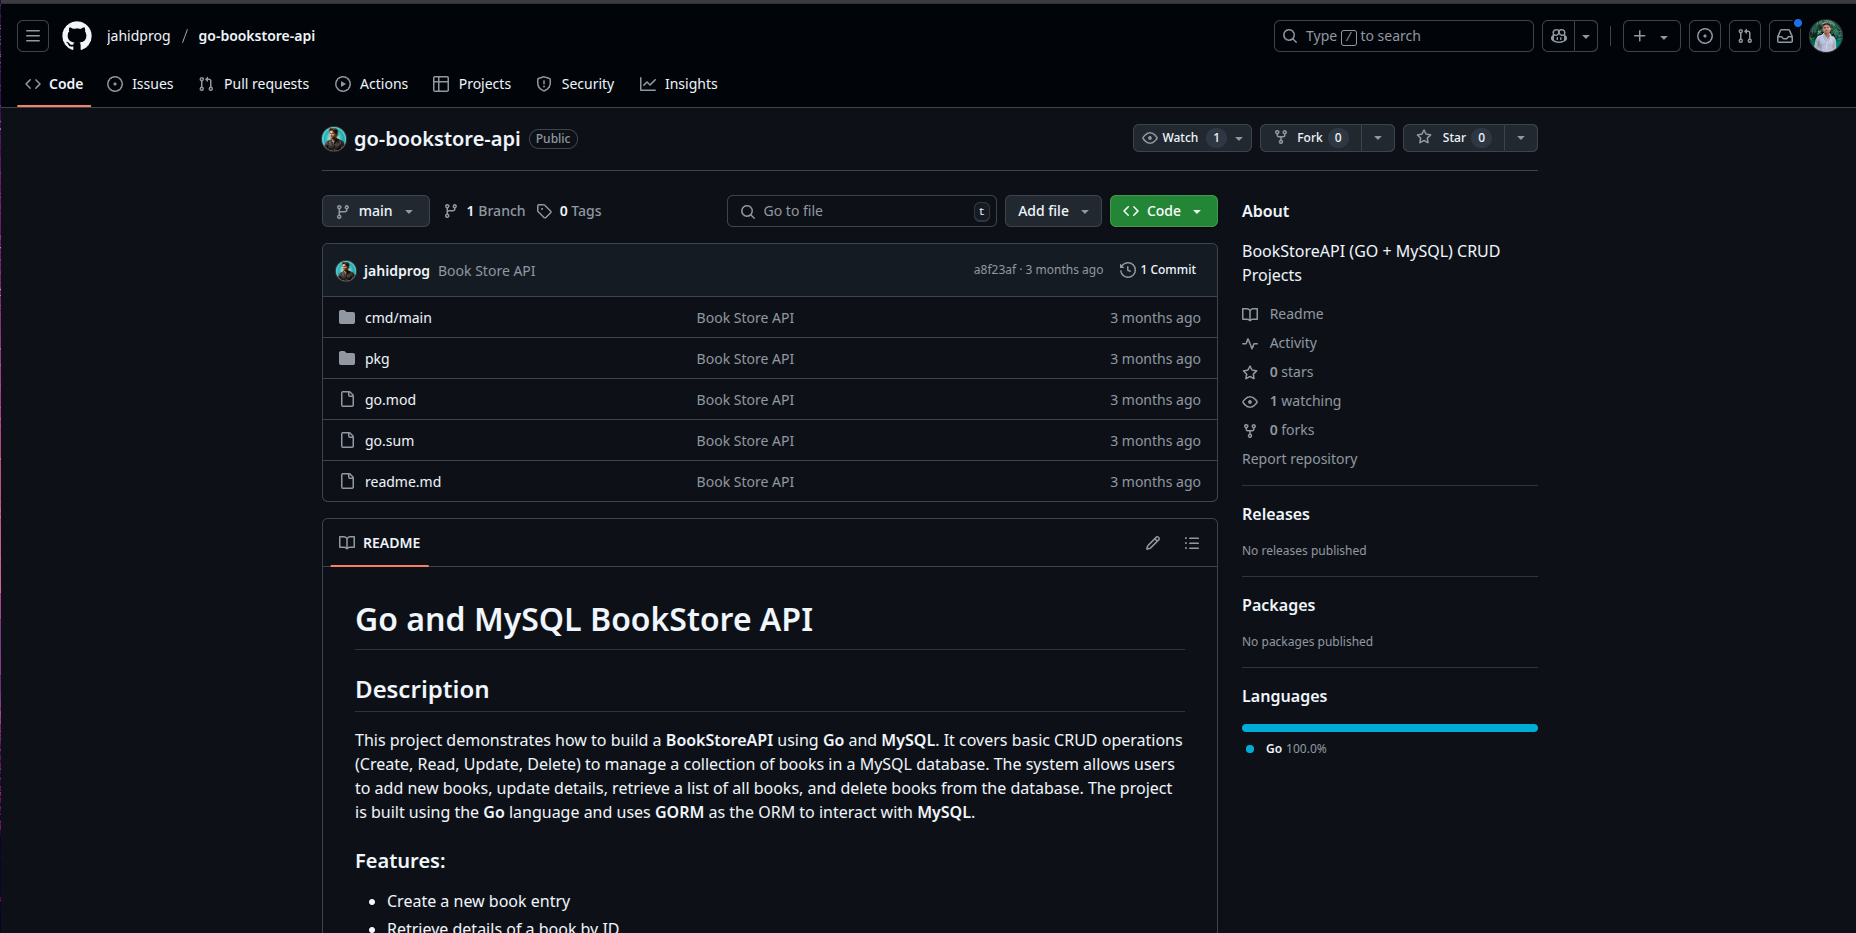 jahidprog / go-bookstore-api
Type / to search
Code Issues Pull requests Actions Projects Security Insights
go-bookstore-api Public
Watch 1 Fork 0 Star 0
main 1 Branch 0 Tags Go to file t Add file Code
jahidprog Book Store API a8f23af · 3 months ago 1 Commit
cmd/main Book Store API 3 months ago
pkg Book Store API 3 months ago
go.mod Book Store API 3 months ago
go.sum Book Store API 3 months ago
readme.md Book Store API 3 months ago
README
Go and MySQL BookStore API
Description
This project demonstrates how to build a BookStoreAPI using Go and MySQL. It covers basic CRUD operations
(Create, Read, Update, Delete) to manage a collection of books in a MySQL database. The system allows users
to add new books, update details, retrieve a list of all books, and delete books from the database. The project
is built using the Go language and uses GORM as the ORM to interact with MySQL.
Features:
Create a new book entry
Retrieve details of a book by ID
About
BookStoreAPI (GO + MySQL) CRUD
Projects
Readme
Activity
0 stars
1 watching
0 forks
Report repository
Releases
No releases published
Packages
No packages published
Languages
Go 100.0%